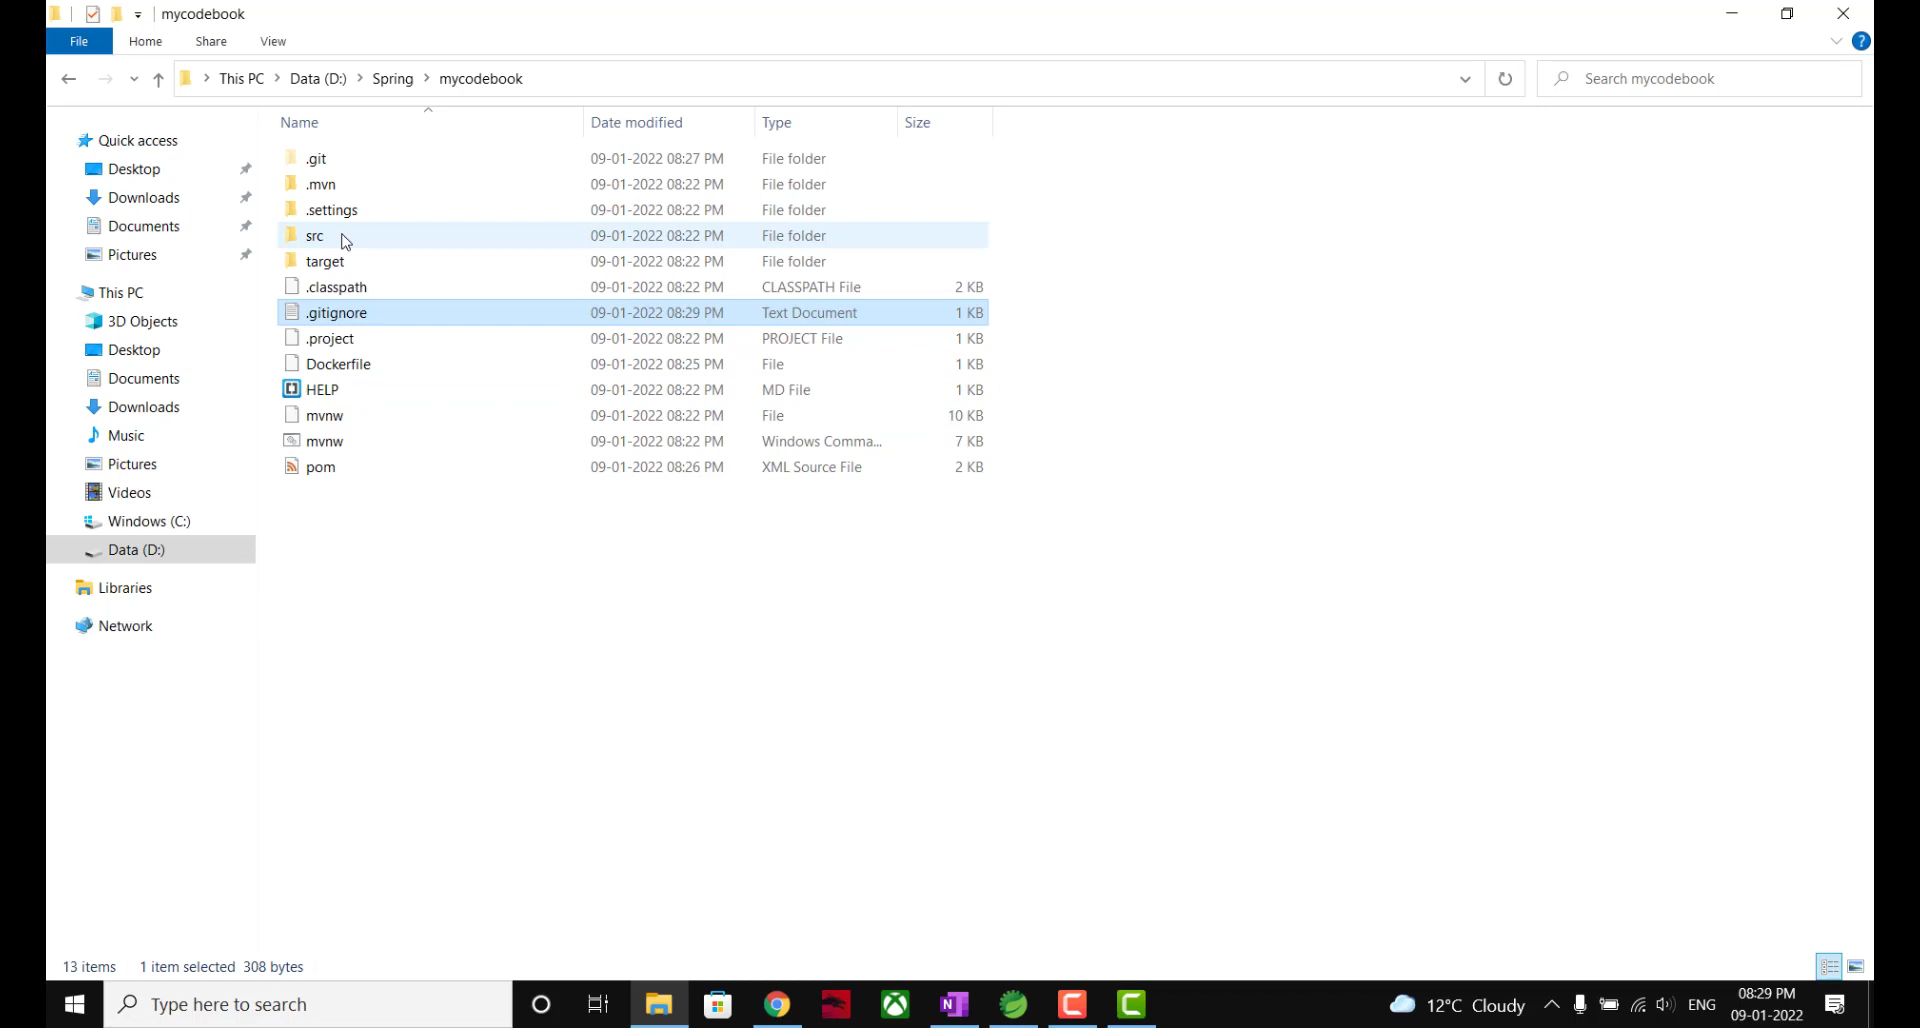 mycodebook
File Home Share View
This PC Data (D:) Spring mycodebook Search mycodebook
Name Date modified Type Size
Quick access
Desktop
Downloads
Documents
Pictures
This PC
3D Objects
Desktop
Documents
Downloads
Music
Pictures
Videos
Windows (C:)
Data (D:)
Libraries
Network
.git 09-01-2022 08:27 PM File folder
.mvn 09-01-2022 08:22 PM File folder
.settings 09-01-2022 08:22 PM File folder
src 09-01-2022 08:22 PM File folder
target 09-01-2022 08:22 PM File folder
.classpath 09-01-2022 08:22 PM CLASSPATH File 2 KB
.gitignore 09-01-2022 08:29 PM Text Document 1 KB
.project 09-01-2022 08:22 PM PROJECT File 1 KB
Dockerfile 09-01-2022 08:25 PM File 1 KB
HELP 09-01-2022 08:22 PM MD File 1 KB
mvnw 09-01-2022 08:22 PM File 10 KB
mvnw 09-01-2022 08:22 PM Windows Comma... 7 KB
pom 09-01-2022 08:26 PM XML Source File 2 KB
13 items 1 item selected 308 bytes
Type here to search
12°C Cloudy
ENG
08:29 PM
09-01-2022